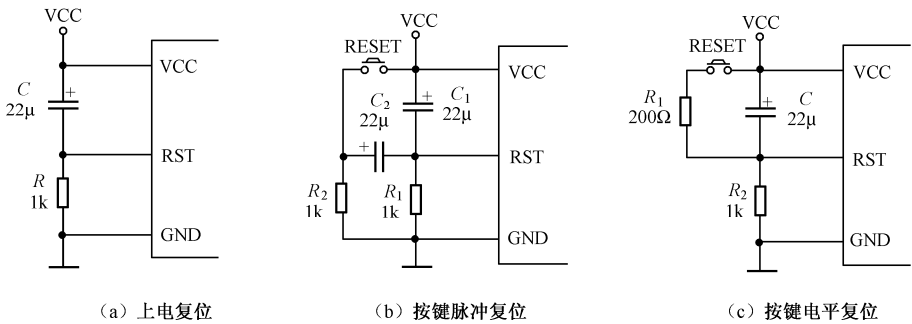 VCC
VCC
C
+
22μ
RST
R
1k
GND
(a) 上电复位
VCC
RESET
VCC
C₂
22μ
+
C₁
22μ
+
RST
R₂
1k
R₁
1k
GND
(b) 按键脉冲复位
VCC
RESET
VCC
R₁
200Ω
+
C
22μ
RST
R₂
1k
GND
(c) 按键电平复位